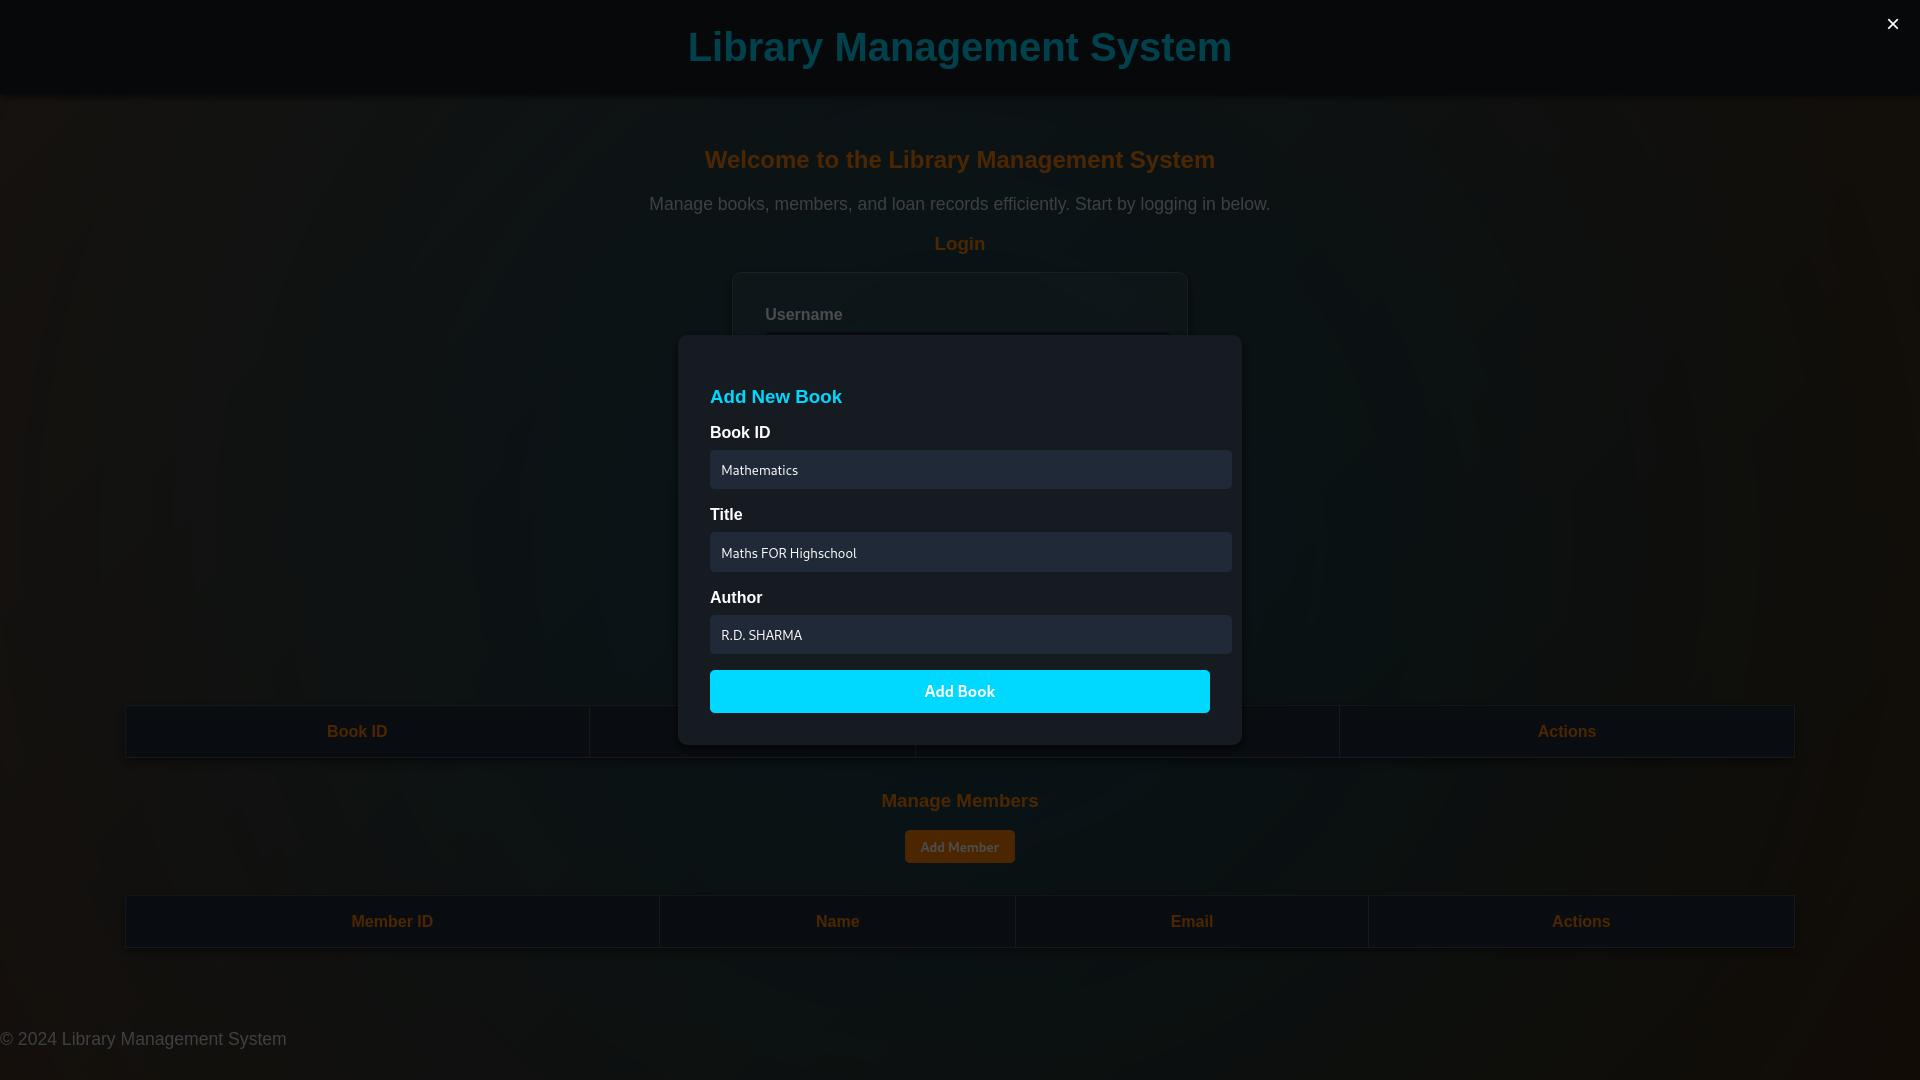 Library Management System
×
Welcome to the Library Management System
Manage books, members, and loan records efficiently. Start by logging in below.
Login
Username
Add New Book
Book ID
Mathematics
Title
Maths FOR Highschool
Author
R.D. SHARMA
Add Book
Book ID Actions
Manage Members
Add Member
Member ID Name Email Actions
© 2024 Library Management System